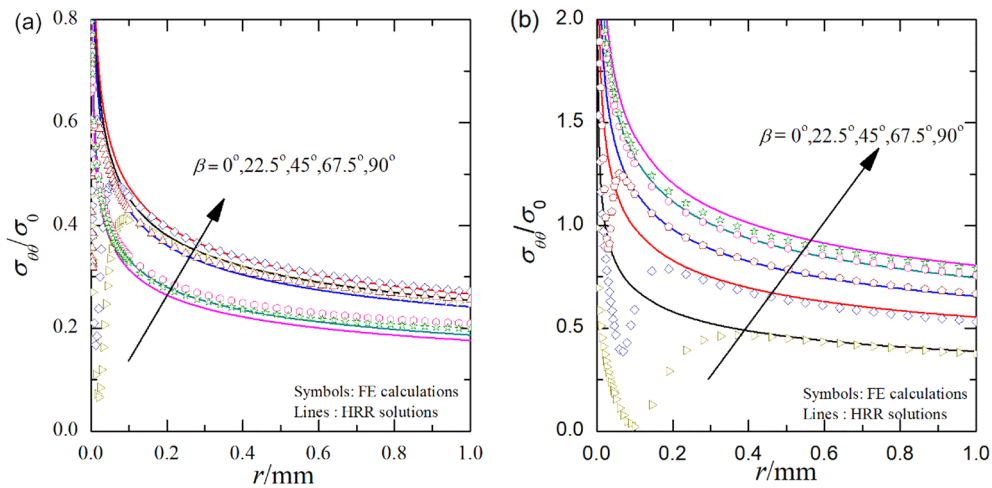 (a)
0.8
0.6
0.4
0.2
0.0
σθθ/σ0
β= 0°,22.5°,45°,67.5°,90°
Symbols: FE calculations
Lines : HRR solutions
0.0 0.2 0.4 0.6 0.8 1.0
r/mm
(b)
2.0
1.5
1.0
0.5
0.0
σθθ/σ0
β= 0°,22.5°,45°,67.5°,90°
Symbols: FE calculations
Lines : HRR solutions
0.0 0.2 0.4 0.6 0.8 1.0
r/mm